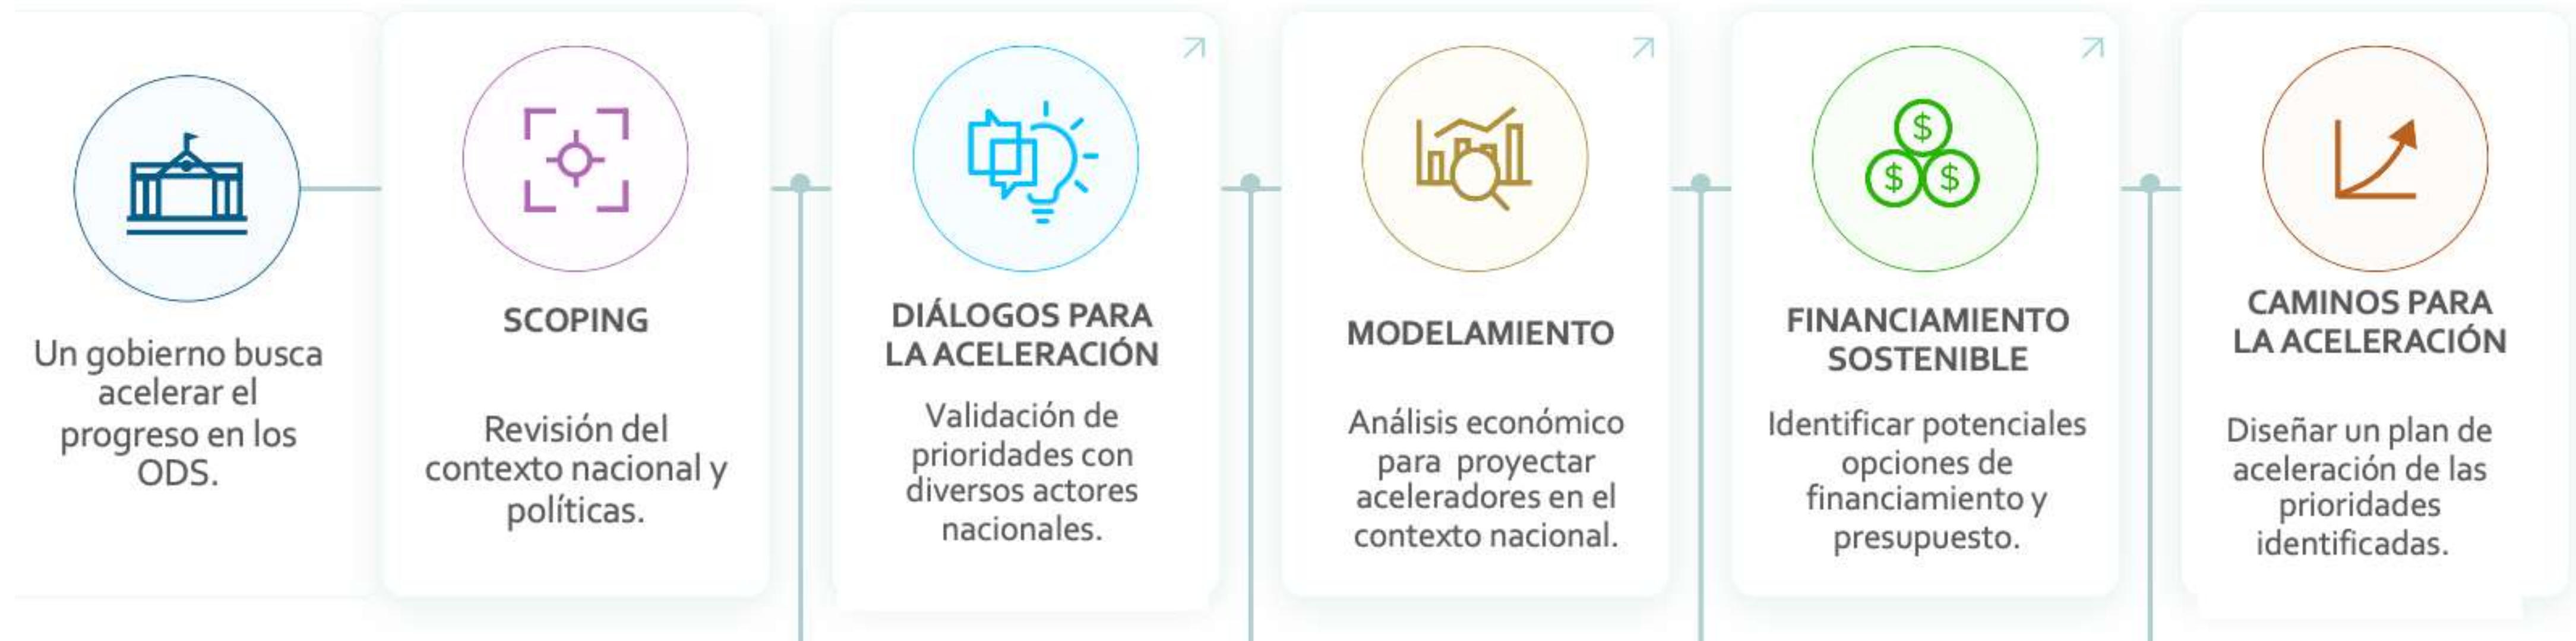 Un gobierno busca
acelerar el
progreso en los
ODS.
SCOPING
Revisión del
contexto nacional y
políticas.
DIÁLOGOS PARA
LA ACELERACIÓN
Validación de
prioridades con
diversos actores
nacionales.
MODELAMIENTO
Análisis económico
para proyectar
aceleradores en el
contexto nacional.
$
$
$
FINANCIAMIENTO
SOSTENIBLE
Identificar potenciales
opciones de
financiamiento y
presupuesto.
CAMINOS PARA
LA ACELERACIÓN
Diseñar un plan de
aceleración de las
prioridades
identificadas.